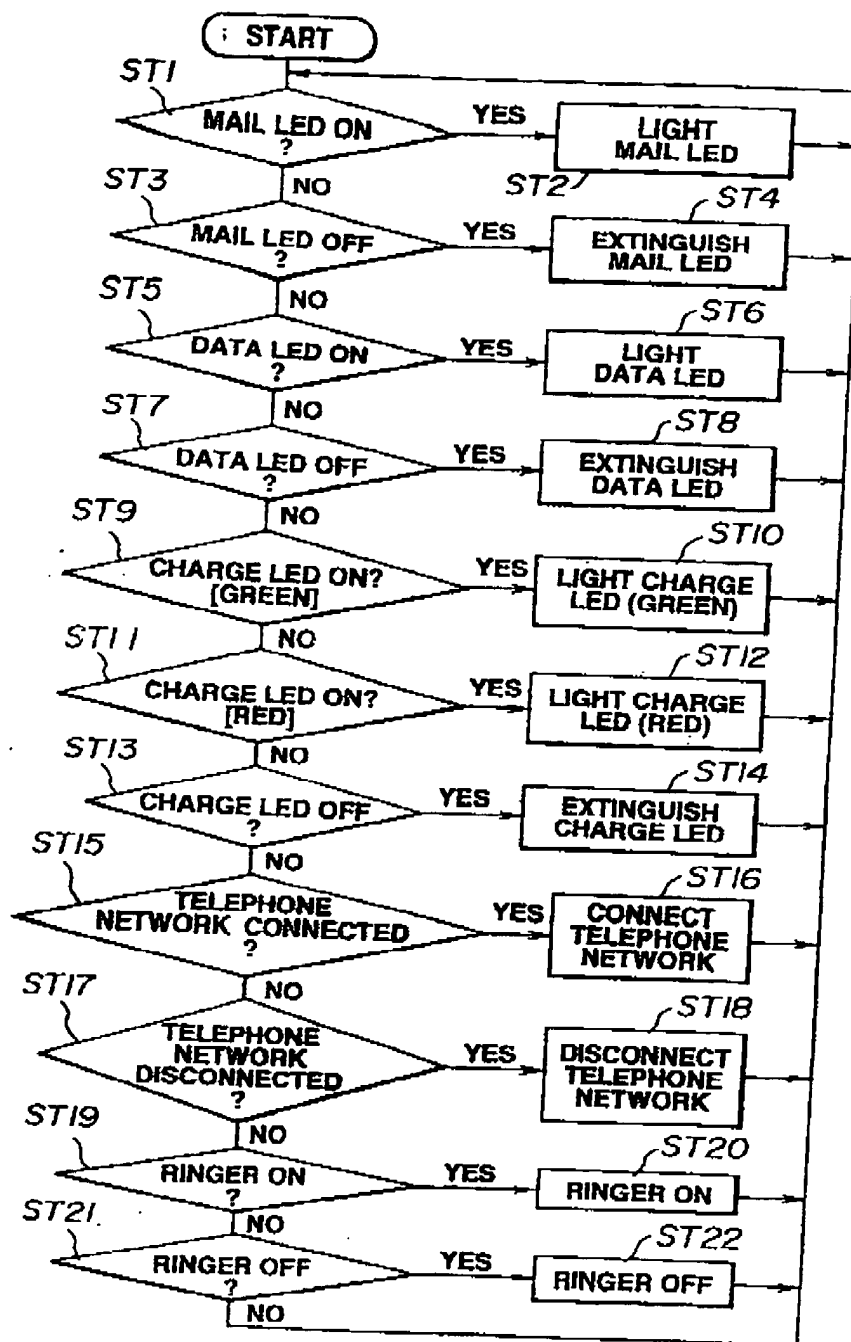 START
ST1
MAIL LED ON
?
YES
LIGHT
MAIL LED
ST2
NO
ST3
MAIL LED OFF
?
YES
ST4
EXTINGUISH
MAIL LED
NO
ST5
DATA LED ON
?
YES
ST6
LIGHT
DATA LED
NO
ST7
DATA LED OFF
?
YES
ST8
EXTINGUISH
DATA LED
NO
ST9
CHARGE LED ON?
[GREEN]
YES
ST10
LIGHT CHARGE
LED (GREEN)
NO
ST11
CHARGE LED ON?
[RED]
YES
ST12
LIGHT CHARGE
LED (RED)
NO
ST13
CHARGE LED OFF
?
YES
ST14
EXTINGUISH
CHARGE LED
NO
ST15
TELEPHONE
NETWORK CONNECTED
?
YES
ST16
CONNECT
TELEPHONE
NETWORK
NO
ST17
TELEPHONE
NETWORK
DISCONNECTED
?
YES
ST18
DISCONNECT
TELEPHONE
NETWORK
NO
ST19
RINGER ON
?
YES
ST20
RINGER ON
NO
ST21
RINGER OFF
?
YES
ST22
RINGER OFF
NO